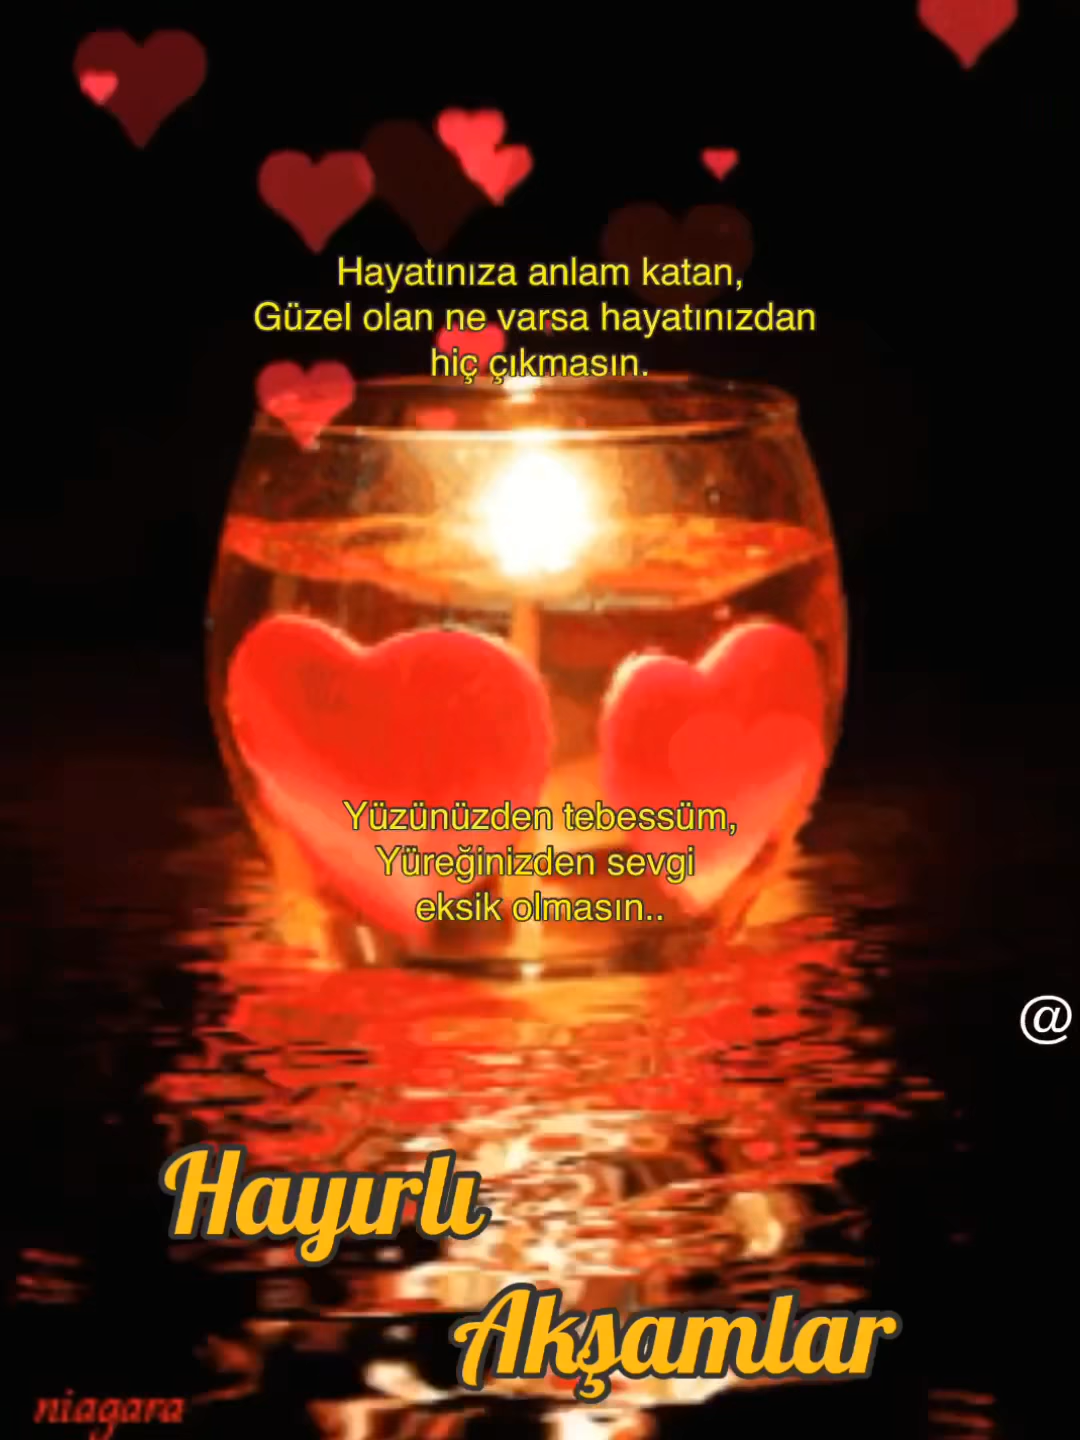 Hayatınıza anlam katan,
Güzel olan ne varsa hayatınızdan
hiç çıkmasın.
Yüzünüzden tebessüm,
Yüreğinizden sevgi
eksik olmasın..
@
Hayırlı
Akşamlar
niagara